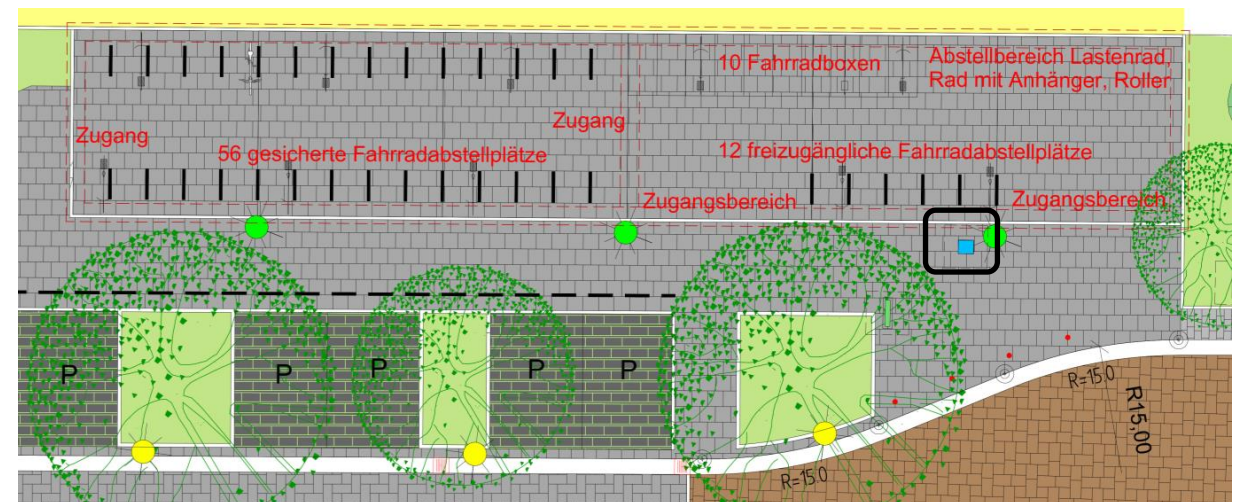 10 Fahrradboxen
Abstellbereich Lastenrad,
Rad mit Anhänger, Roller
Zugang
Zugang
56 gesicherte Fahrradabstellplätze
12 freizugängliche Fahrradabstellplätze
Zugangsbereich
Zugangsbereich
P
P
P
P
P
R=15.0
R15,00
R=15.0